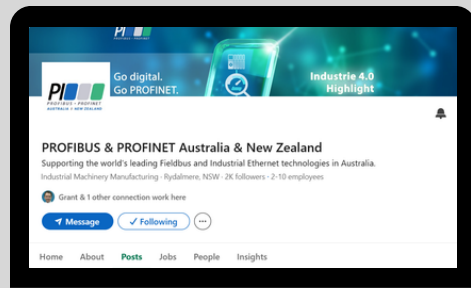 PI
Go digital.
Go PROFINET.
Industrie 4.0
Highlight
PI
PROFIBUS • PROFINET
AUSTRALIA & NEW ZEALAND
PROFIBUS & PROFINET Australia & New Zealand
Supporting the world's leading Fieldbus and Industrial Ethernet technologies in Australia.
Industrial Machinery Manufacturing · Rydalmere, NSW · 2K followers · 2-10 employees
Grant & 1 other connection work here
Message
Following
Home About Posts Jobs People Insights